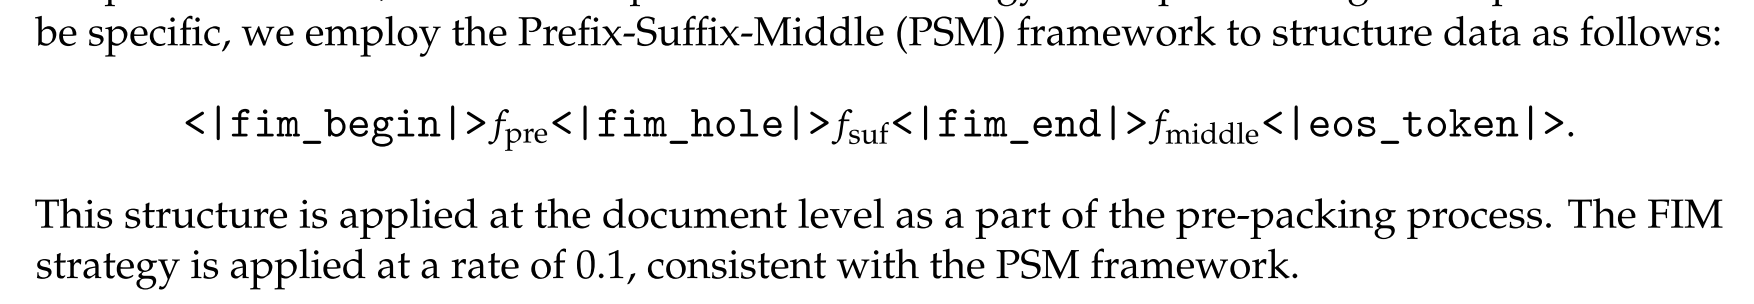 be specific, we employ the Prefix-Suffix-Middle (PSM) framework to structure data as follows:
<|fim_begin|>f_pre<|fim_hole|>f_suf<|fim_end|>f_middle<|eos_token|>.
This structure is applied at the document level as a part of the pre-packing process. The FIM
strategy is applied at a rate of 0.1, consistent with the PSM framework.